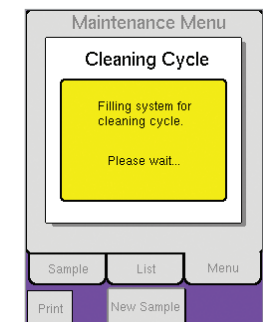 Maintenance Menu
Cleaning Cycle
Filling system for
cleaning cycle.
Please wait...
Sample
List
Menu
Print
New Sample